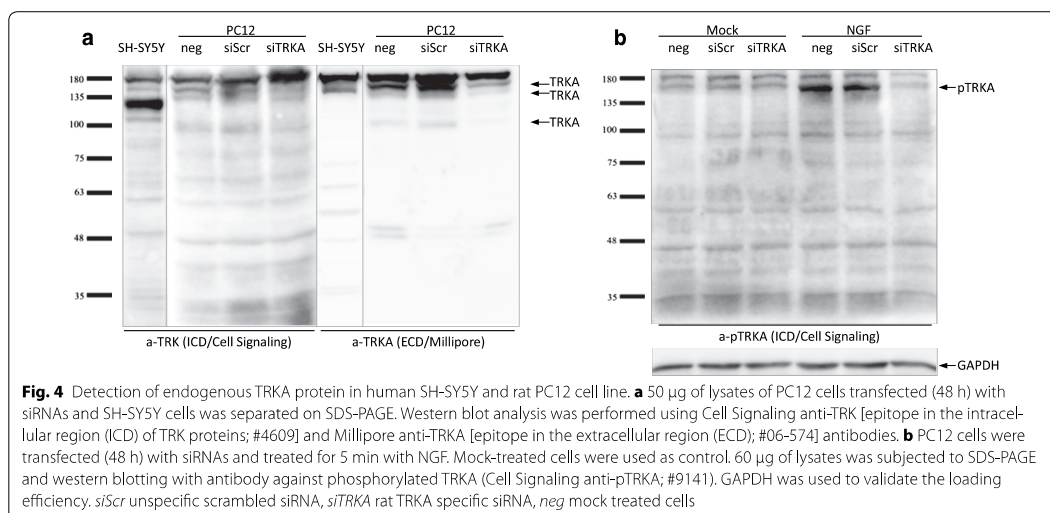 a
PC12
PC12
SH-SY5Y neg siScr siTRKA SH-SY5Y neg siScr siTRKA
180
135
100
75
63
48
35
TRKA
TRKA
TRKA
a-TRK (ICD/Cell Signaling)
a-TRKA (ECD/Millipore)
b
Mock
NGF
neg siScr siTRKA neg siScr siTRKA
180
135
100
75
63
48
35
pTRKA
a-pTRKA (ICD/Cell Signaling)
GAPDH
Fig. 4 Detection of endogenous TRKA protein in human SH-SY5Y and rat PC12 cell line. a 50 µg of lysates of PC12 cells transfected (48 h) with
siRNAs and SH-SY5Y cells was separated on SDS-PAGE. Western blot analysis was performed using Cell Signaling anti-TRK [epitope in the intracel-
lular region (ICD) of TRK proteins; #4609] and Millipore anti-TRKA [epitope in the extracellular region (ECD); #06-574] antibodies. b PC12 cells were
transfected (48 h) with siRNAs and treated for 5 min with NGF. Mock-treated cells were used as control. 60 µg of lysates was subjected to SDS-PAGE
and western blotting with antibody against phosphorylated TRKA (Cell Signaling anti-pTRKA; #9141). GAPDH was used to validate the loading
efficiency. siScr unspecific scrambled siRNA, siTRKA rat TRKA specific siRNA, neg mock treated cells